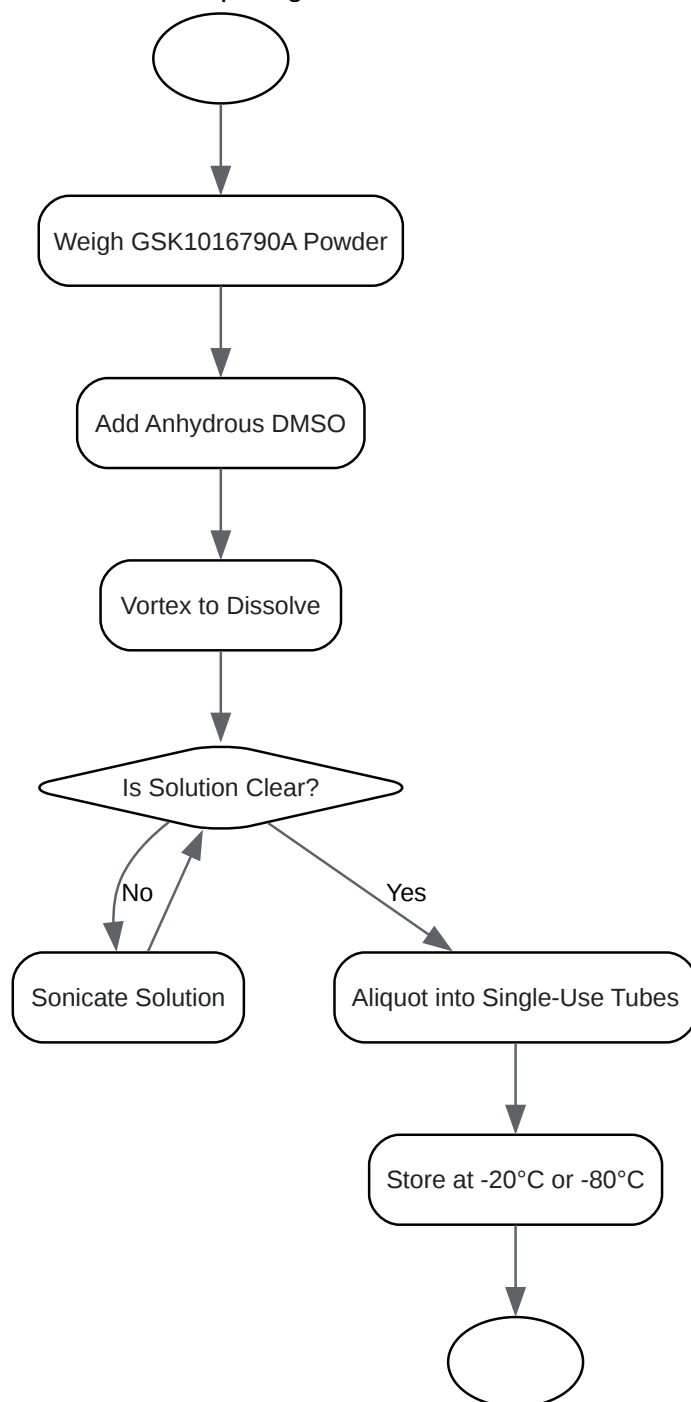 Weigh GSK1016790A Powder
Add Anhydrous DMSO
Vortex to Dissolve
Is Solution Clear?
No
Yes
Sonicate Solution
Aliquot into Single-Use Tubes
Store at -20°C or -80°C